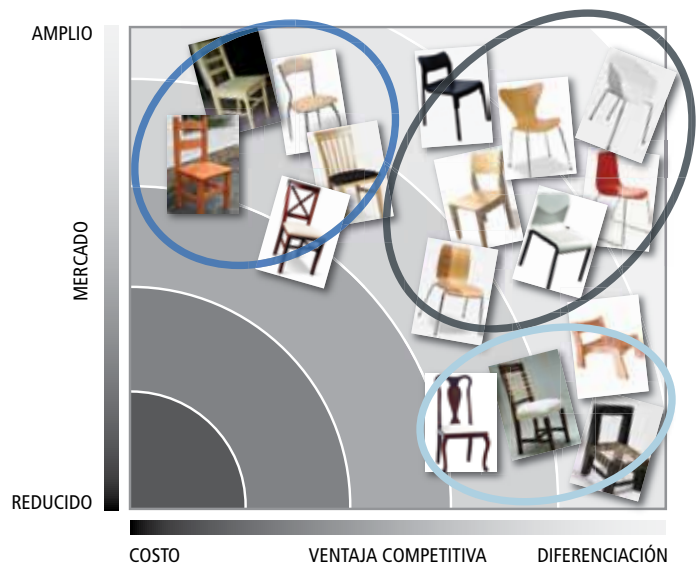 AMPLIO
MERCADO
REDUCIDO
COSTO VENTAJA COMPETITIVA DIFERENCIACIÓN